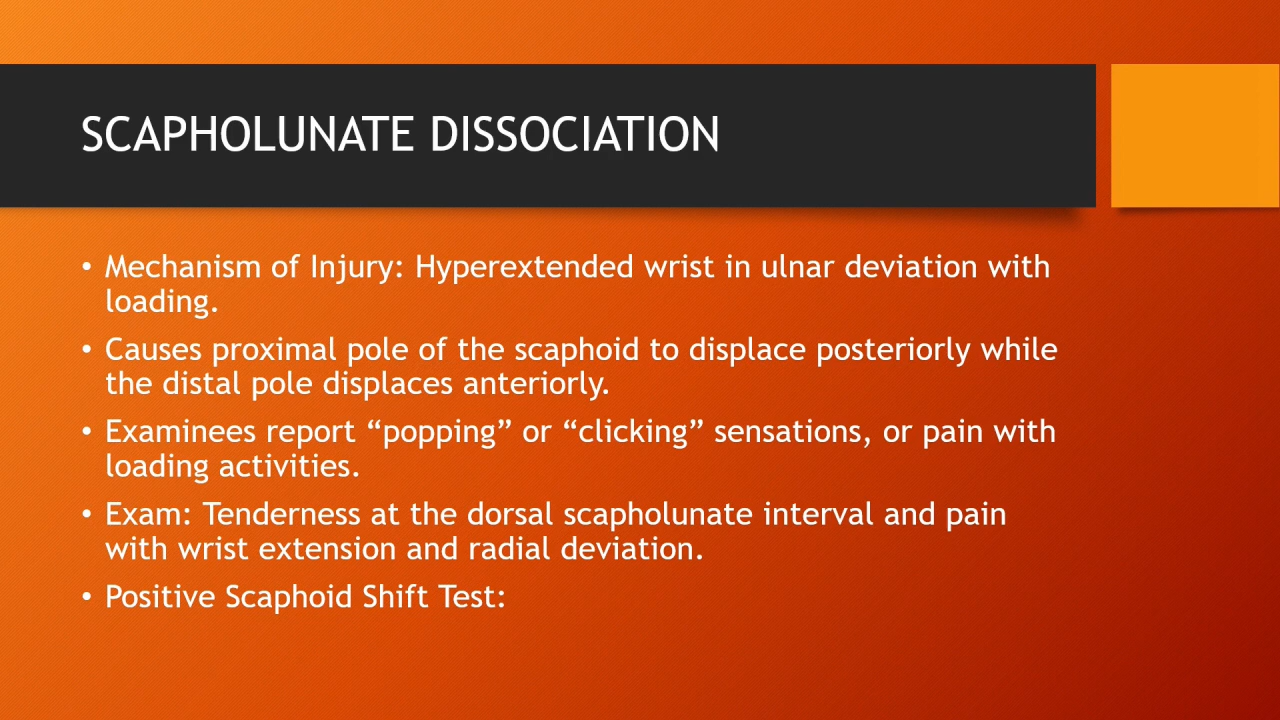 SCAPHOLUNATE DISSOCIATION
• Mechanism of Injury: Hyperextended wrist in ulnar deviation with
loading.
• Causes proximal pole of the scaphoid to displace posteriorly while
the distal pole displaces anteriorly.
• Examinees report “popping” or “clicking” sensations, or pain with
loading activities.
• Exam: Tenderness at the dorsal scapholunate interval and pain
with wrist extension and radial deviation.
• Positive Scaphoid Shift Test: